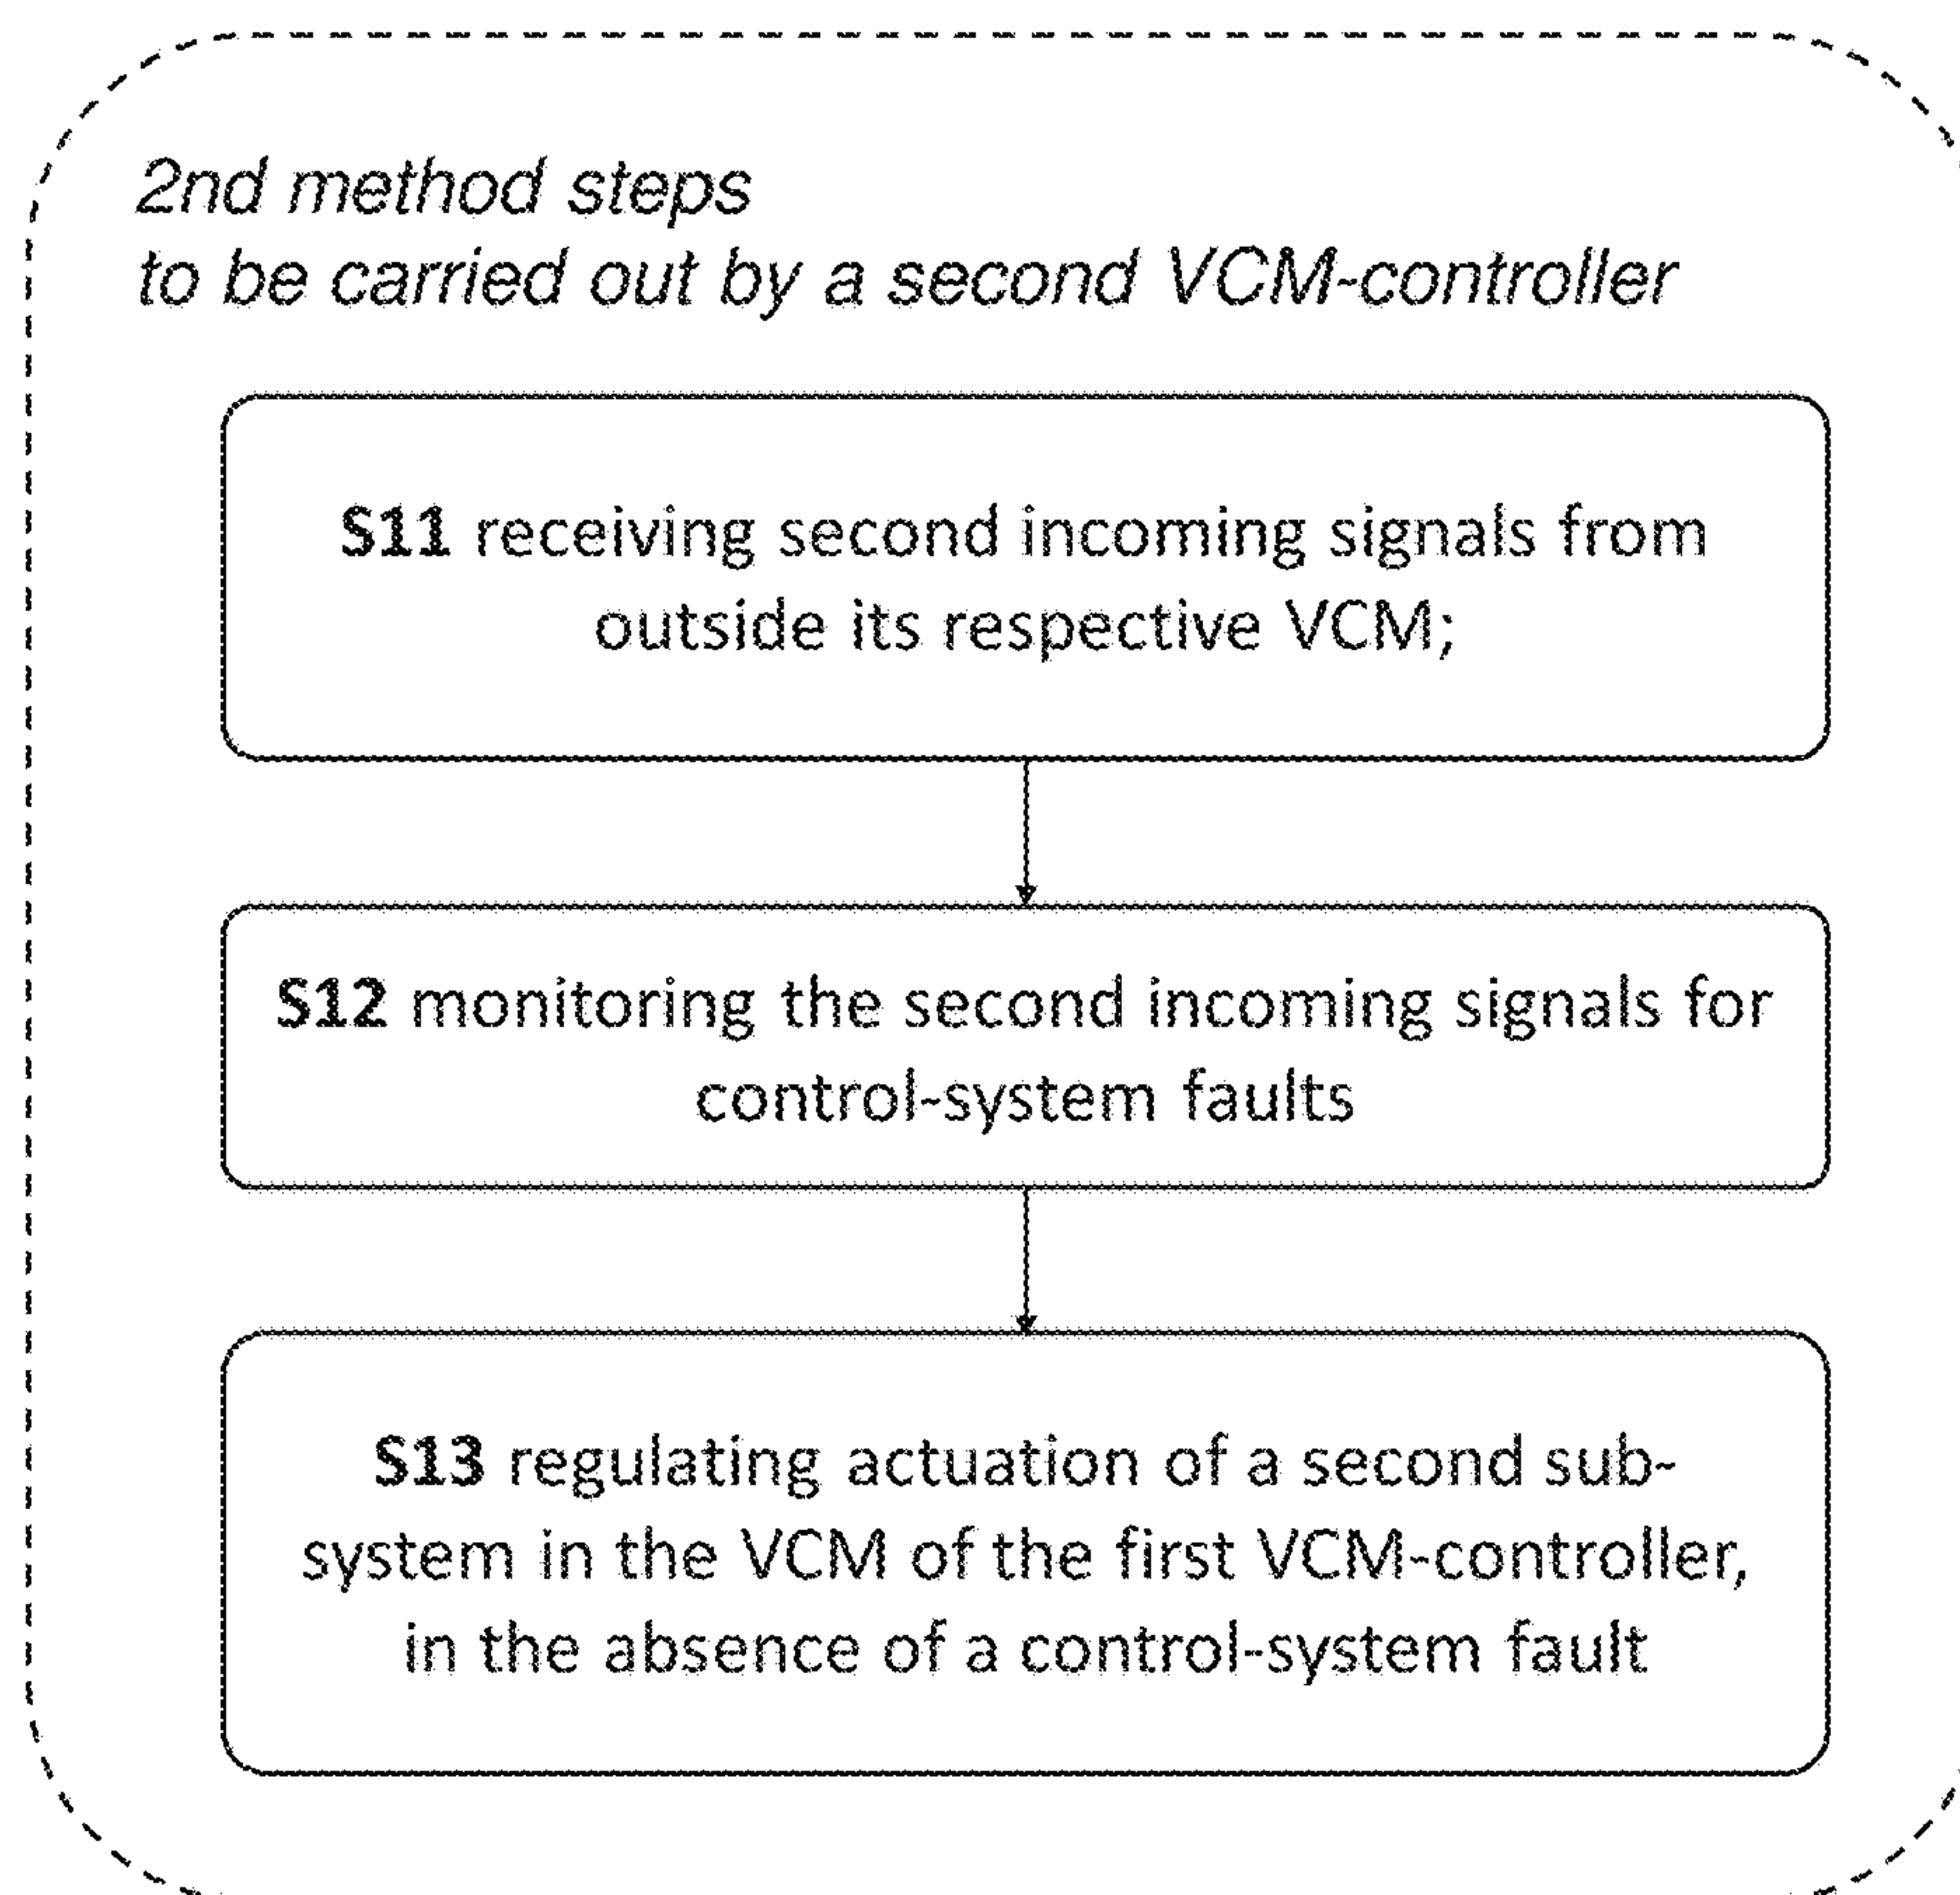 2nd method steps
to be carried out by a second VCM-controller
S11 receiving second incoming signals from
outside its respective VCM;
S12 monitoring the second incoming signals for
control-system faults
S13 regulating actuation of a second sub-
system in the VCM of the first VCM-controller,
in the absence of a control-system fault